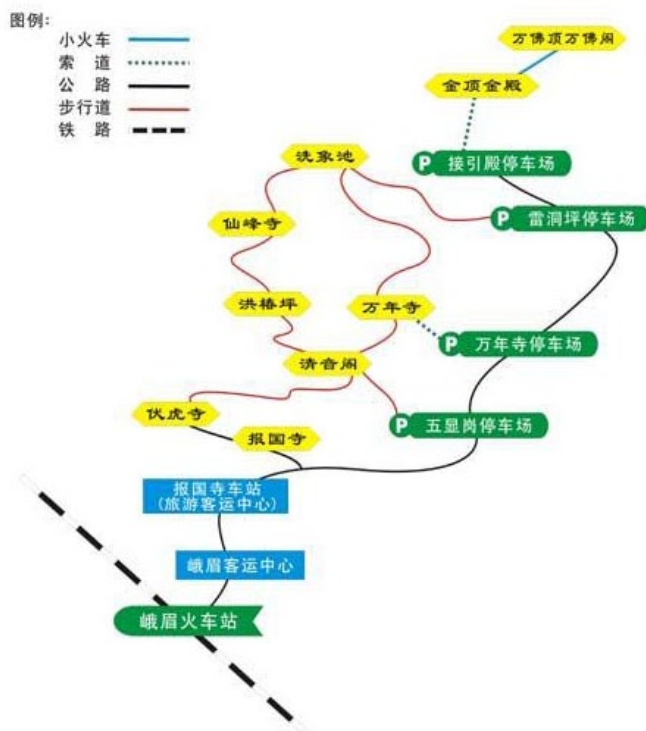 图例：
小火车
索 道
公 路
步行道
铁 路
万佛顶万佛阁
金顶金殿
P 接引殿停车场
洗象池
P 雷洞坪停车场
仙峰寺
洪椿坪
万年寺
P 万年寺停车场
清音阁
伏虎寺
P 五显岗停车场
报国寺
报国寺车站
(旅游客运中心)
峨眉客运中心
峨眉火车站